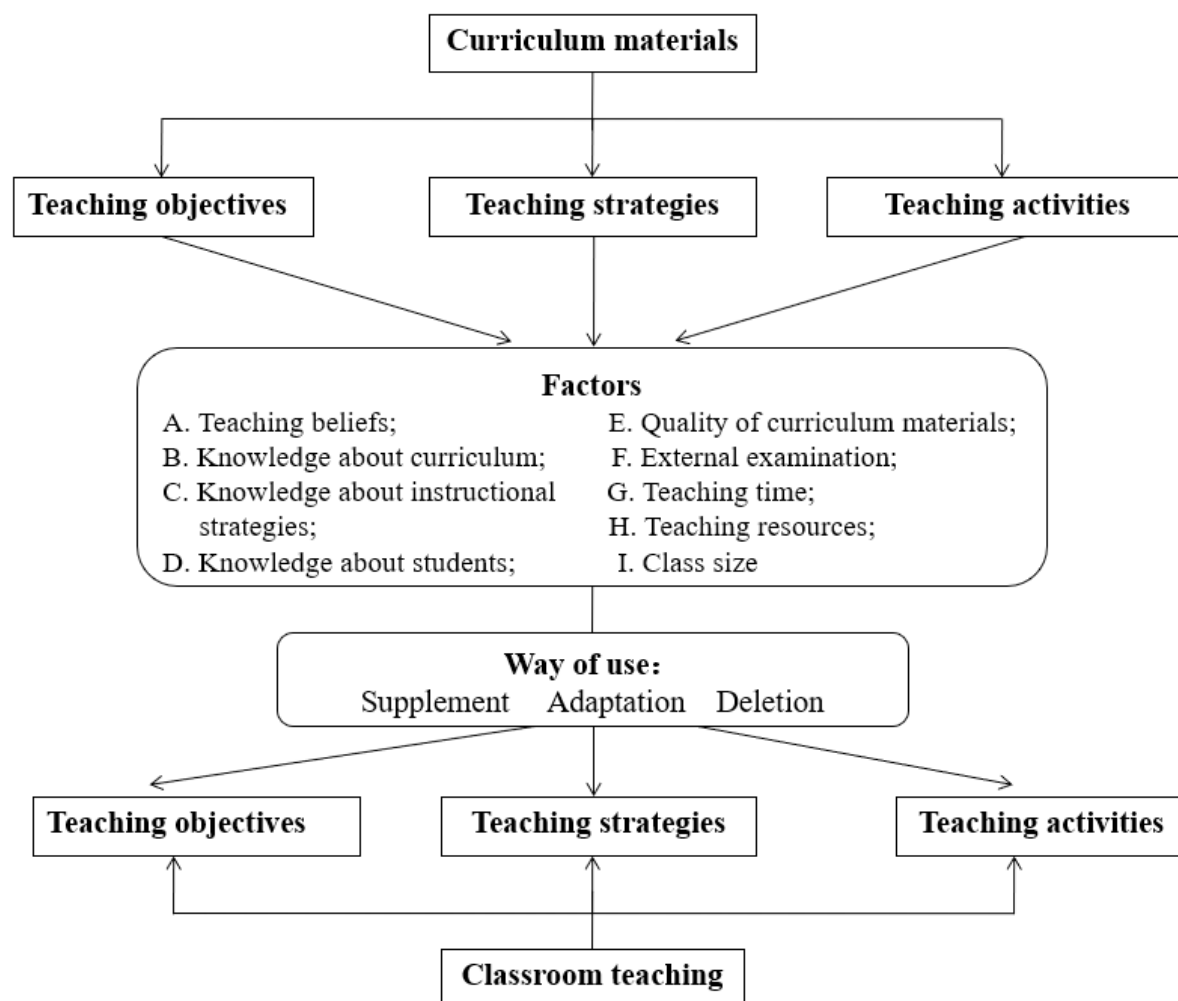 Curriculum materials
Teaching objectives
Teaching strategies
Teaching activities
Factors
A. Teaching beliefs;
B. Knowledge about curriculum;
C. Knowledge about instructional
strategies;
D. Knowledge about students;
E. Quality of curriculum materials;
F. External examination;
G. Teaching time;
H. Teaching resources;
I. Class size
Way of use：
Supplement Adaptation Deletion
Teaching objectives
Teaching strategies
Teaching activities
Classroom teaching